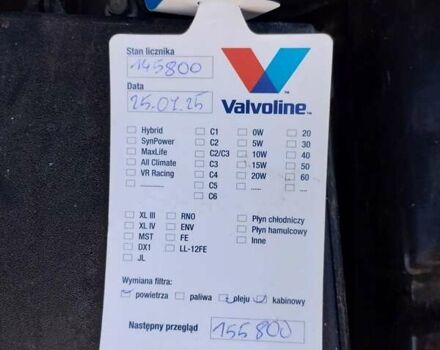 Stan licznika
145800
Data
25.07.25
Valvoline™
Hybrid C1 0W 20
SynPower C2 5W 30
MaxLife C2/C3 10W 40
All Climate C3 15W 50
VR Racing C4 20W 60
............. C5 ..... ....
C6
XL III RNO Płyn chłodniczy
XL IV ENV Płyn hamulcowy
MST FE Inne
DX1 LL-12FE
JL
Wymiana filtra:
powietrza paliwa oleju kabinowy
Następny przegląd 155800